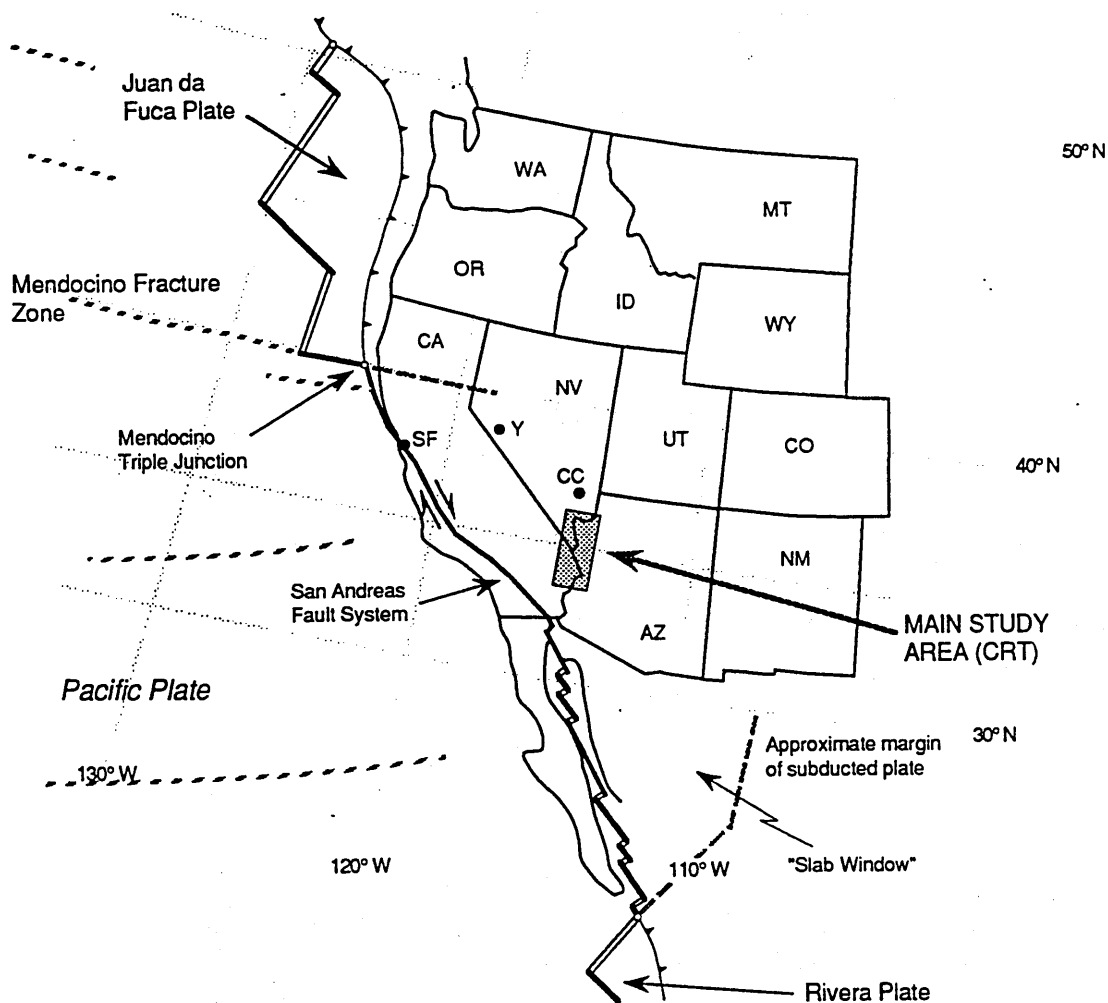 Juan da
Fuca Plate
50° N
WA
MT
OR
ID
Mendocino Fracture
Zone
WY
CA
NV
SF
Y
UT
CO
Mendocino
Triple Junction
40° N
CC
NM
San Andreas
Fault System
AZ
MAIN STUDY
AREA (CRT)
Pacific Plate
30° N
Approximate margin
of subducted plate
130° W
120° W
110° W
"Slab Window"
Rivera Plate